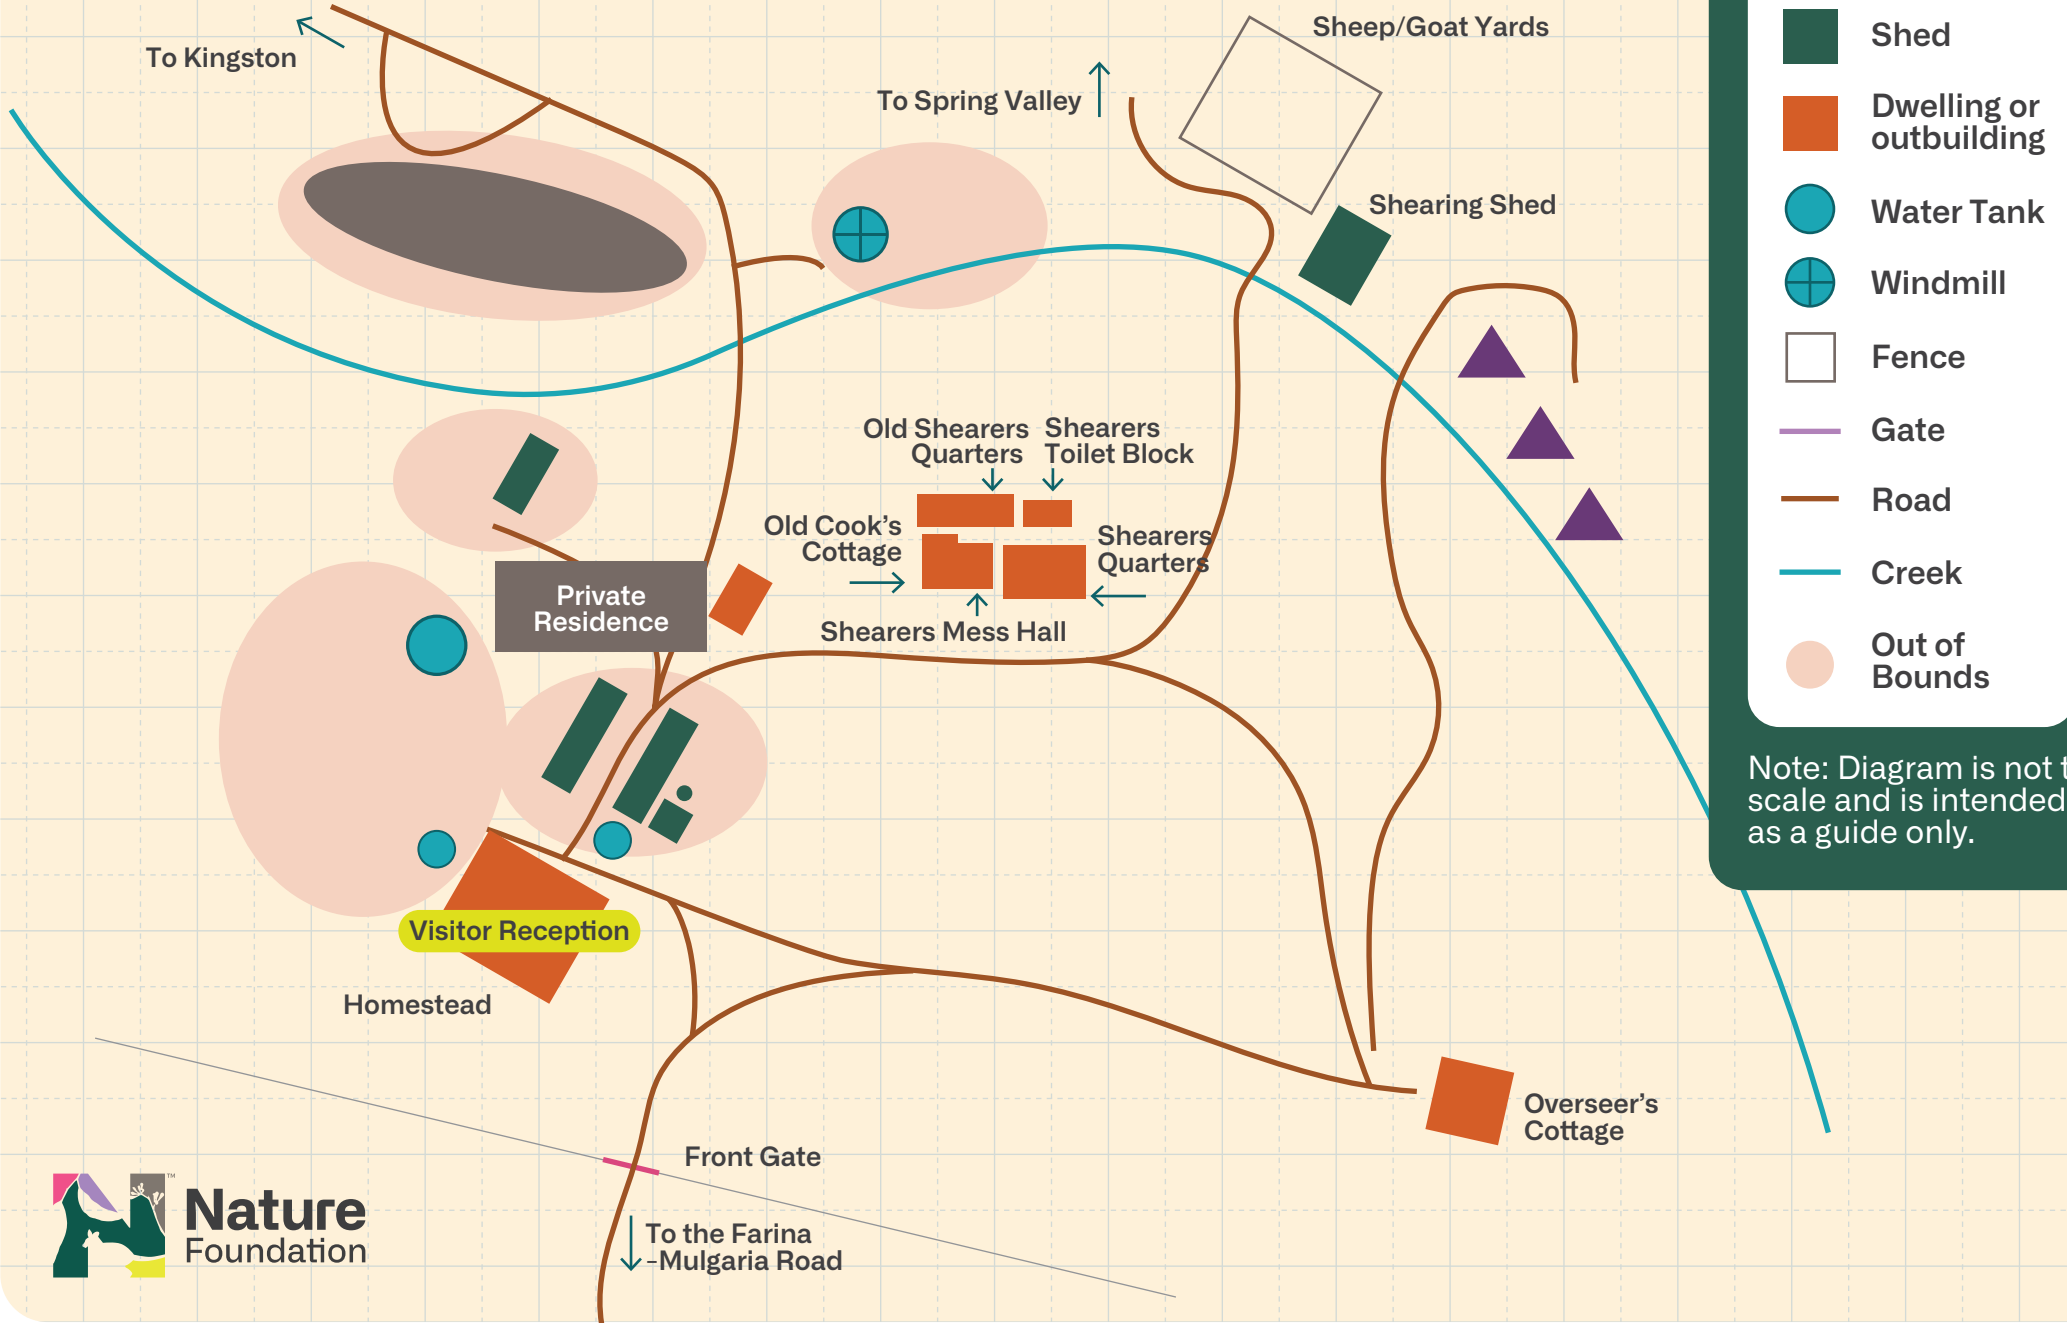 To Kingston
To Spring Valley
Sheep/Goat Yards
Shearing Shed
Old Shearers
Quarters
Shearers
Toilet Block
Old Cook's
Cottage
Shearers
Quarters
Shearers Mess Hall
Private
Residence
Visitor Reception
Homestead
Overseer's
Cottage
Front Gate
To the Farina
-Mulgaria Road
Nature
Foundation
TM
Shed
Dwelling or
outbuilding
Water Tank
Windmill
Fence
Gate
Road
Creek
Out of
Bounds
Note: Diagram is not
scale and is intended
as a guide only.